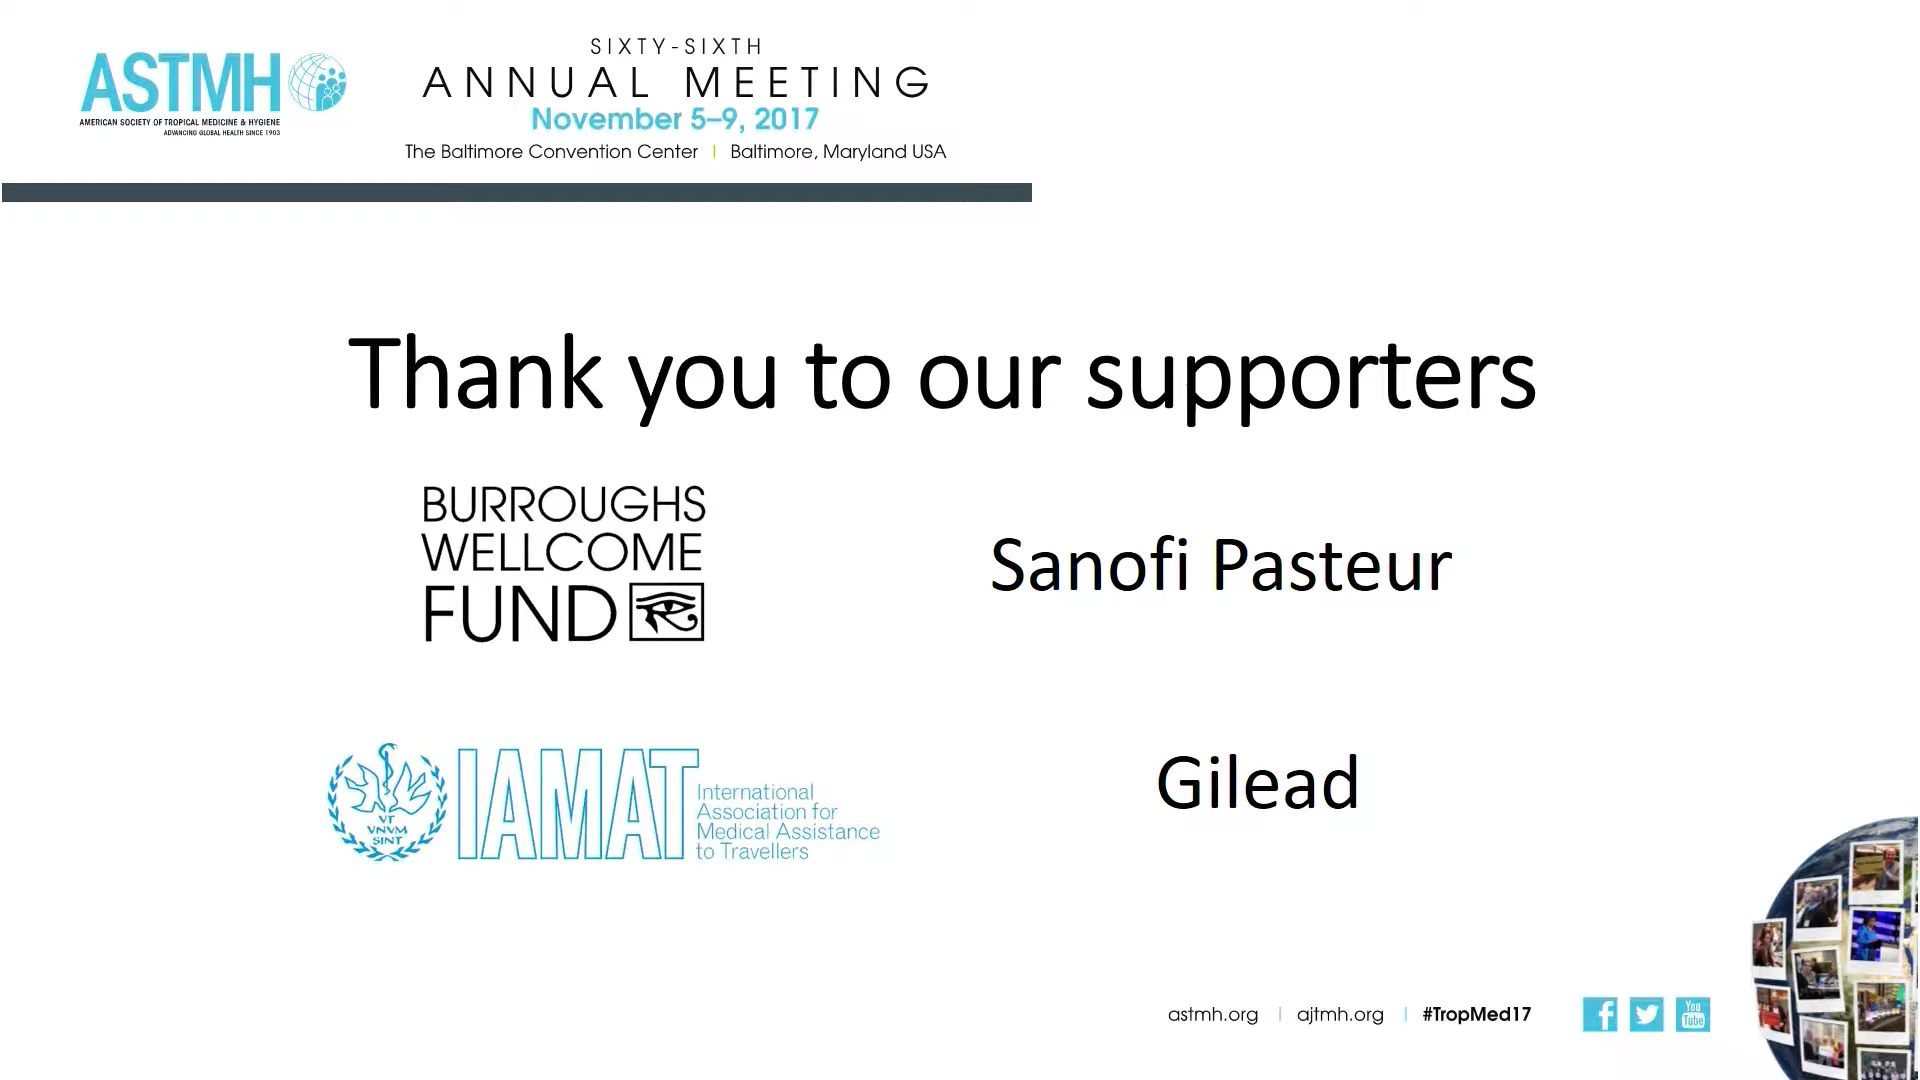 ASTMH
AMERICAN SOCIETY OF TROPICAL MEDICINE & HYGIENE
ADVANCING GLOBAL HEALTH SINCE 1903
SIXTY-SIXTH
ANNUAL MEETING
November 5–9, 2017
The Baltimore Convention Center | Baltimore, Maryland USA
Thank you to our supporters
BURROUGHS
WELLCOME
FUND
Sanofi Pasteur
VT
VNVM
SINT
IAMAT
International
Association for
Medical Assistance
to Travellers
Gilead
astmh.org | ajtmh.org | #TropMed17
You
Tube